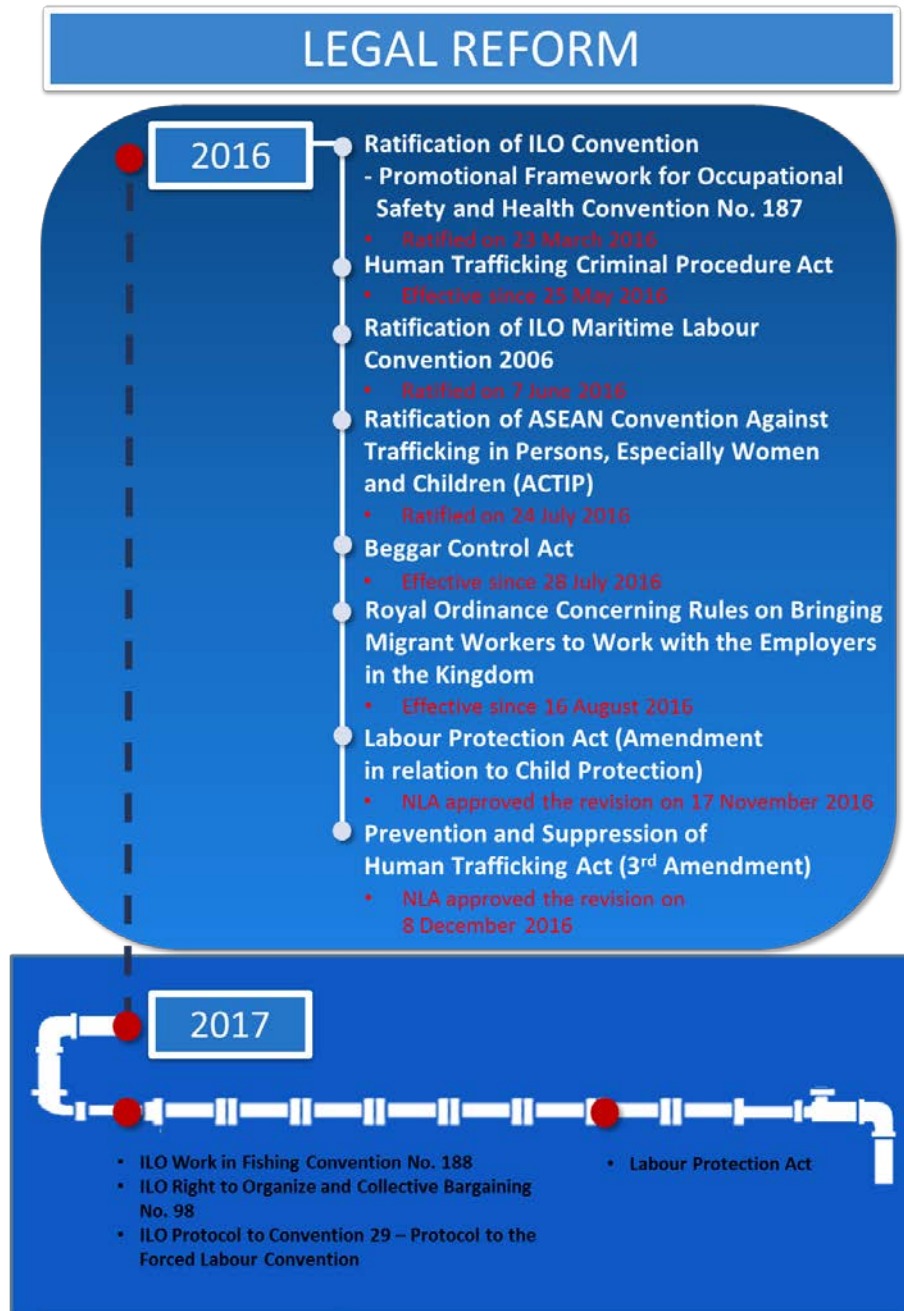 LEGAL REFORM
2016
Ratification of ILO Convention
- Promotional Framework for Occupational
Safety and Health Convention No. 187
• Ratified on 23 March 2016
Human Trafficking Criminal Procedure Act
• Effective since 25 May 2016
Ratification of ILO Maritime Labour
Convention 2006
• Ratified on 7 June 2016
Ratification of ASEAN Convention Against
Trafficking in Persons, Especially Women
and Children (ACTIP)
• Ratified on 24 July 2016
Beggar Control Act
• Effective since 28 July 2016
Royal Ordinance Concerning Rules on Bringing
Migrant Workers to Work with the Employers
in the Kingdom
• Effective since 16 August 2016
Labour Protection Act (Amendment
in relation to Child Protection)
• NLA approved the revision on 17 November 2016
Prevention and Suppression of
Human Trafficking Act (3rd Amendment)
• NLA approved the revision on
8 December 2016
2017
• ILO Work in Fishing Convention No. 188
• ILO Right to Organize and Collective Bargaining
No. 98
• ILO Protocol to Convention 29 – Protocol to the
Forced Labour Convention
• Labour Protection Act